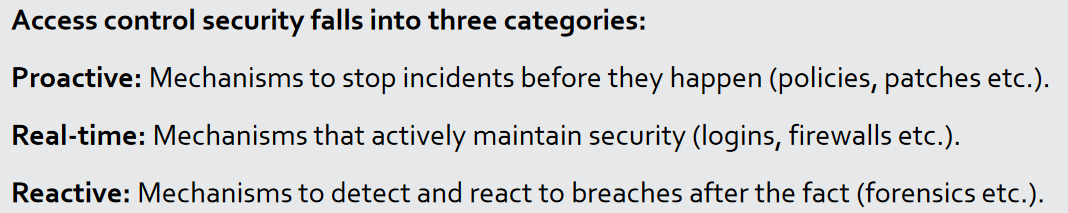 Access control security falls into three categories:
Proactive: Mechanisms to stop incidents before they happen (policies, patches etc.).
Real-time: Mechanisms that actively maintain security (logins, firewalls etc.).
Reactive: Mechanisms to detect and react to breaches after the fact (forensics etc.).